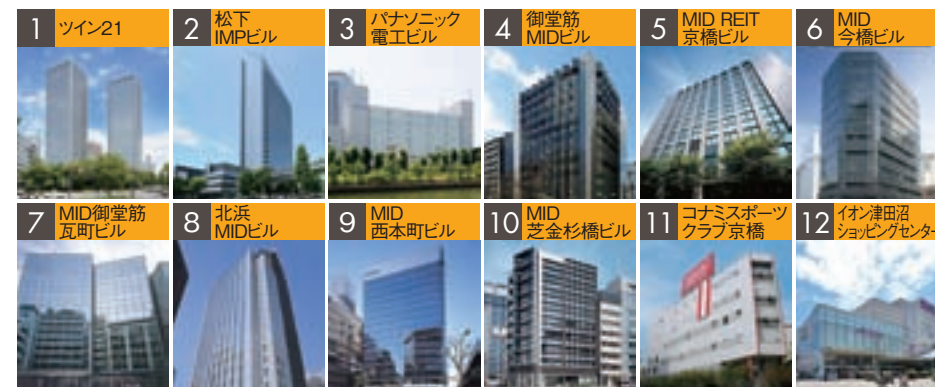 1 ツイン21
2 松下
IMPビル
3 パナソニック
電工ビル
4 御堂筋
MIDビル
5 MID REIT
京橋ビル
6 MID
今橋ビル
7 MID御堂筋
瓦町ビル
8 北浜
MIDビル
9 MID
西本町ビル
10 MID
芝金杉橋ビル
11 コナミスポーツ
クラブ京橋
12 イオン津田沼
ショッピングセンター